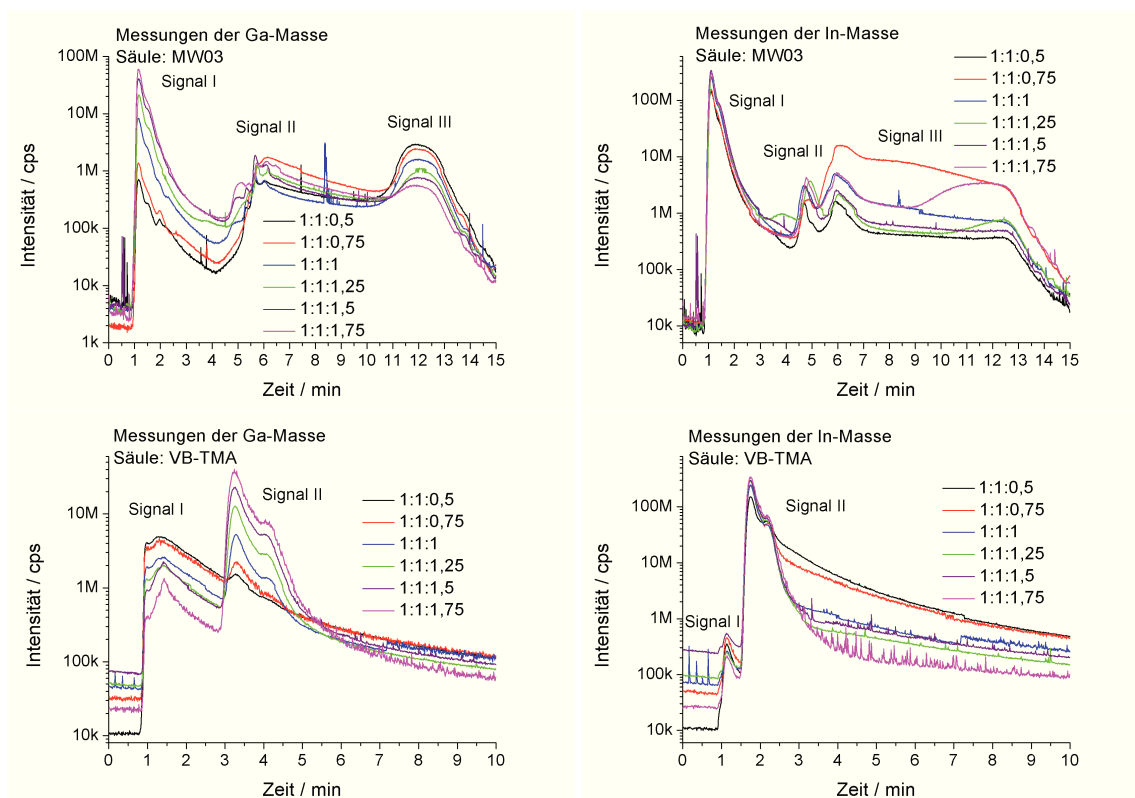 Messungen der Ga-Masse
Säule: MW03
Signal I
Signal II
Signal III
Intensität / cps
100M
10M
1M
100k
10k
1k
1:1:0,5
1:1:0,75
1:1:1
1:1:1,25
1:1:1,5
1:1:1,75
0 1 2 3 4 5 6 7 8 9 10 11 12 13 14 15
Zeit / min
Messungen der In-Masse
Säule: MW03
Signal I
Signal II
Signal III
1:1:0,5
1:1:0,75
1:1:1
1:1:1,25
1:1:1,5
1:1:1,75
Intensität / cps
100M
10M
1M
100k
10k
0 1 2 3 4 5 6 7 8 9 10 11 12 13 14 15
Zeit / min
Messungen der Ga-Masse
Säule: VB-TMA
Signal I
Signal II
1:1:0,5
1:1:0,75
1:1:1
1:1:1,25
1:1:1,5
1:1:1,75
Intensität / cps
10M
1M
100k
10k
0 1 2 3 4 5 6 7 8 9 10
Zeit / min
Messungen der In-Masse
Säule: VB-TMA
Signal II
Signal I
1:1:0,5
1:1:0,75
1:1:1
1:1:1,25
1:1:1,5
1:1:1,75
Intensität / cps
100M
10M
1M
100k
10k
0 1 2 3 4 5 6 7 8 9 10
Zeit / min